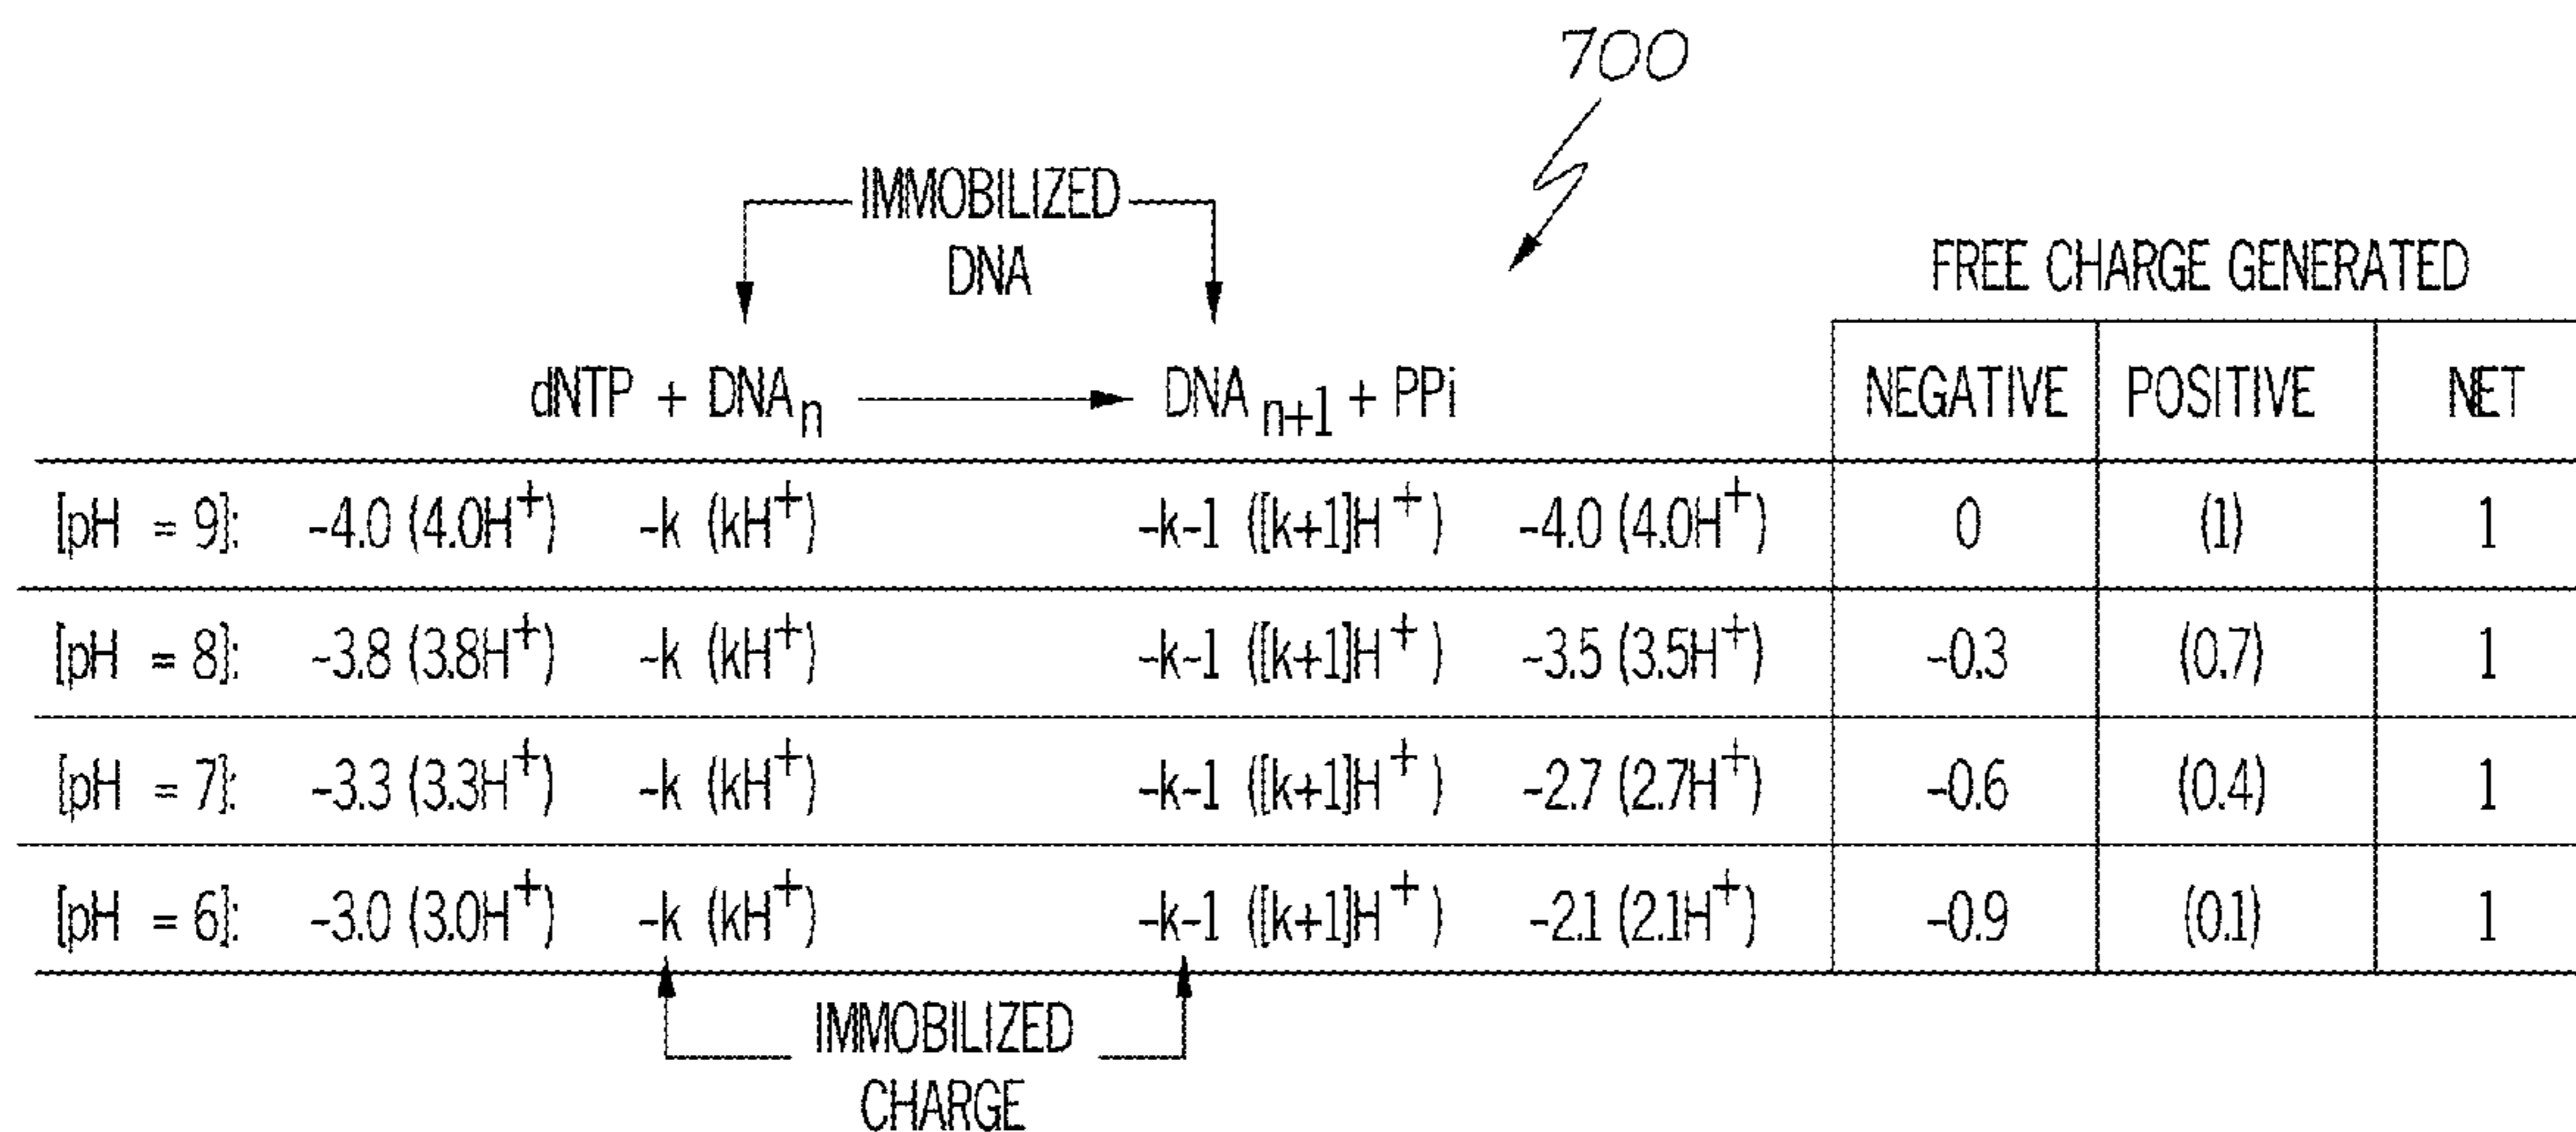 700
IMMOBILIZED
DNA
FREE CHARGE GENERATED
dNTP + DNAn DNA n+1 + PPi NEGATIVE POSITIVE NET
[pH = 9]: -4.0 (4.0H+) -k (kH+) -k-1 ([k+1]H+) -4.0 (4.0H+) 0 (1) 1
[pH = 8]: -3.8 (3.8H+) -k (kH+) -k-1 ([k+1]H+) -3.5 (3.5H+) -0.3 (0.7) 1
[pH = 7]: -3.3 (3.3H+) -k (kH+) -k-1 ([k+1]H+) -2.7 (2.7H+) -0.6 (0.4) 1
[pH = 6]: -3.0 (3.0H+) -k (kH+) -k-1 ([k+1]H+) -2.1 (2.1H+) -0.9 (0.1) 1
IMMOBILIZED
CHARGE